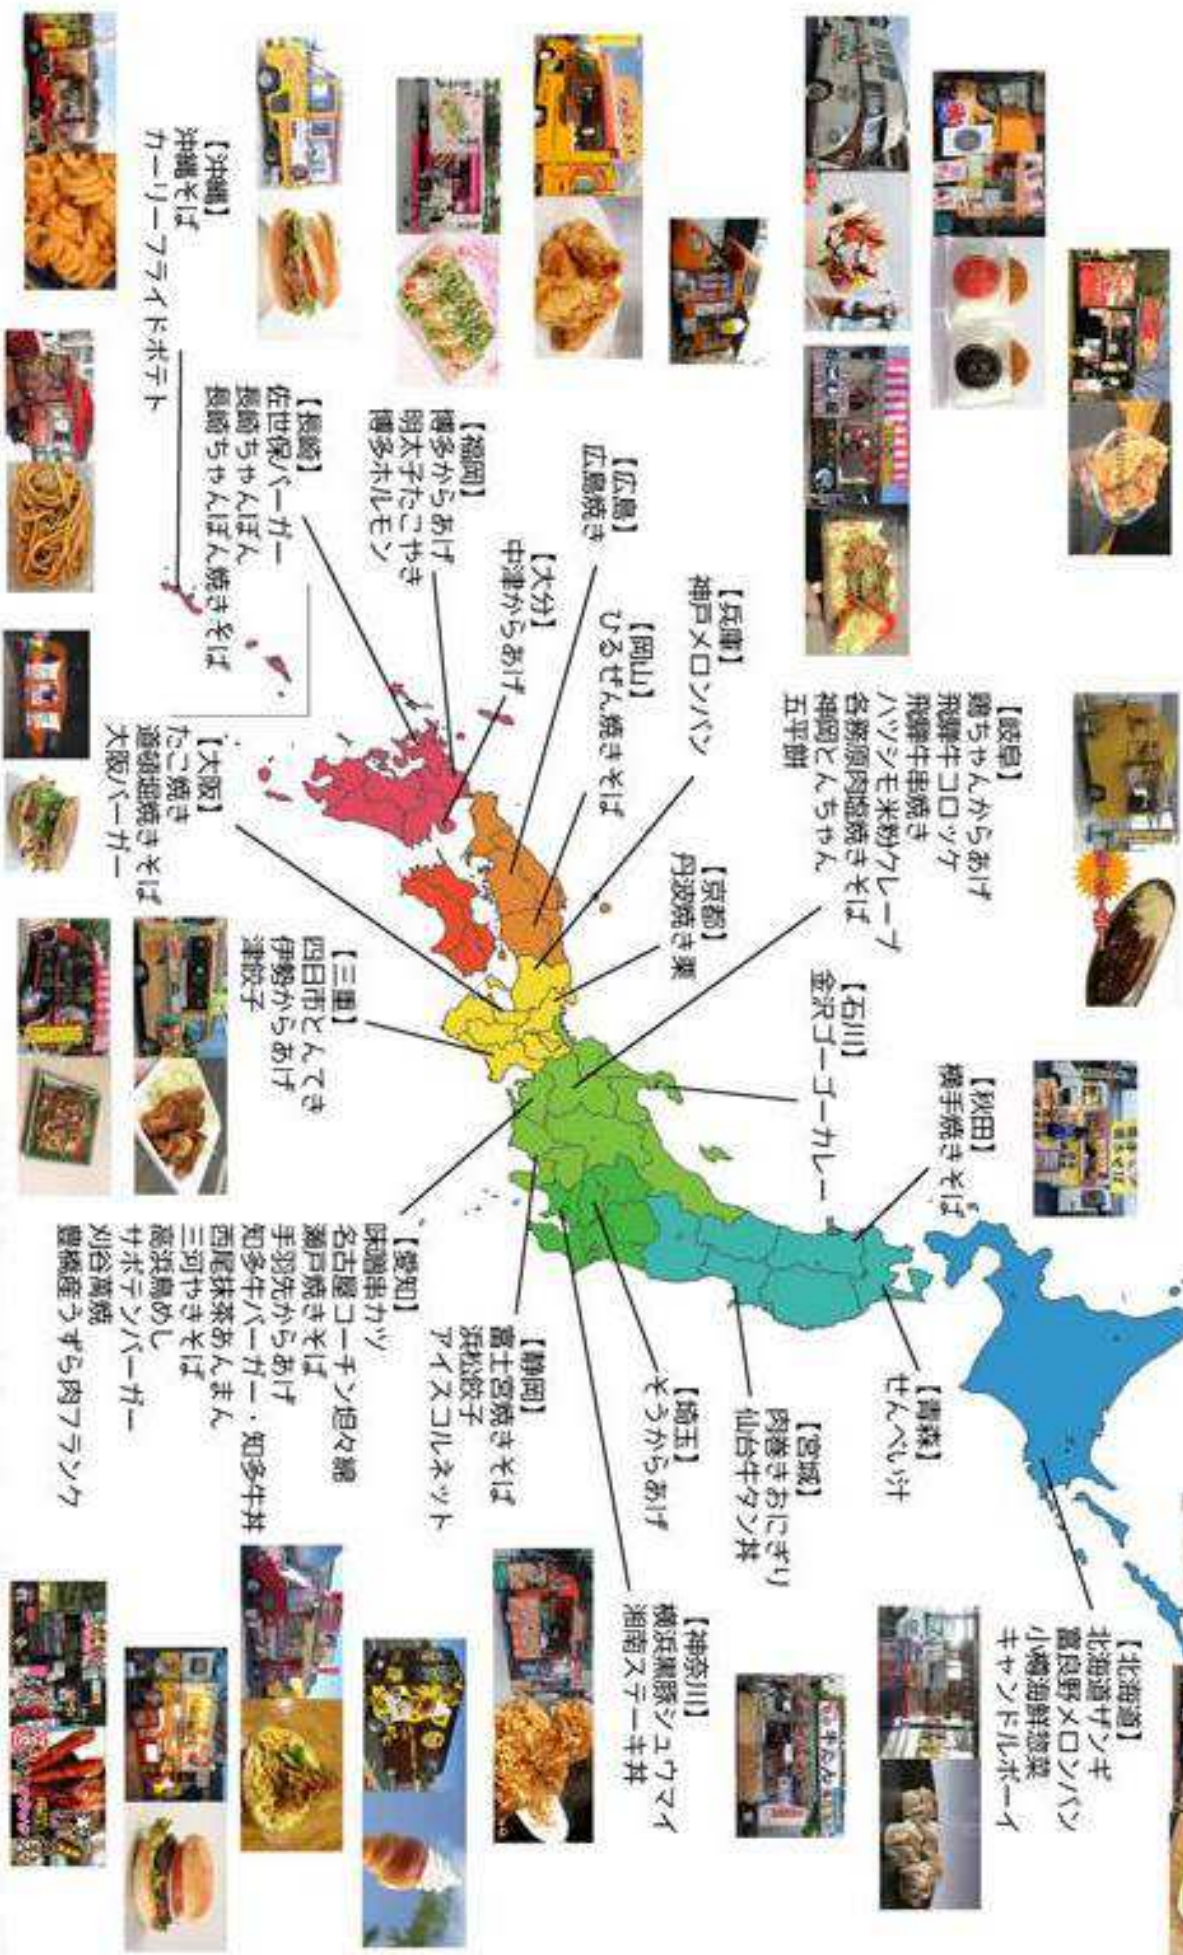 【北海道】
北海道ザンギ
富良野メロンパン
小樽海鮮惣菜
キャンドルボーイ
【青森】
せんべい汁
【秋田】
横手焼きそば
【宮城】
肉巻きおにぎり
仙台牛タン丼
【石川】
金沢ゴーゴーカレー
【埼玉】
ぞうからあげ
【神奈川】
横浜黒豚シュウマイ
湘南ステーキ丼
【岐阜】
鶏ちゃんからあげ
飛騨牛コロッケ
飛騨牛串焼き
ハツシモ米粉クレープ
各務原肉塩焼きそば
神岡とんちゃん
五平餅
【静岡】
富士宮焼きそば
浜松餃子
アイスコルネット
【愛知】
味噌串カツ
名古屋コーチン坦々麺
瀬戸焼きそば
手羽先からあげ
知多牛バーガー・知多牛丼
西尾抹茶あんまん
三河やきそば
高浜鳥めし
サボテンバーガー
刈谷萬焼
豊橋産うずら肉フランク
【京都】
丹波焼き栗
【兵庫】
神戸メロンパン
【三重】
四日市とんてき
伊勢からあげ
津餃子
【大阪】
たこ焼き
道頓堀焼きそば
大阪バーガー
【岡山】
ひるぜん焼きそば
【広島】
広島焼き
【大分】
中津からあげ
【福岡】
博多からあげ
明太子たこやき
博多ホルモン
【長崎】
佐世保バーガー
長崎ちゃんぽん
長崎ちゃんぽん焼きそば
【沖縄】
沖縄そば
カーリーフライドポテト